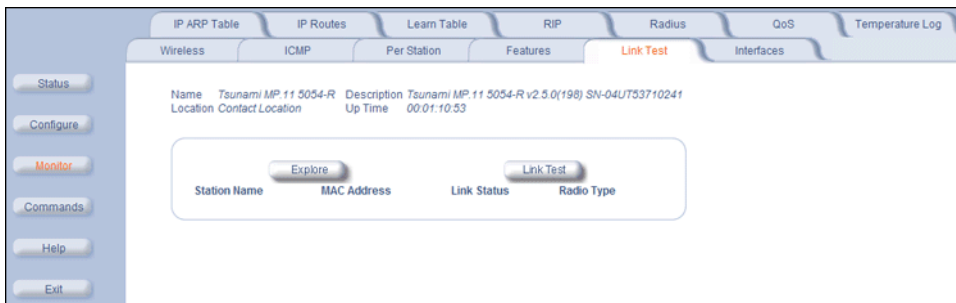 IP ARP Table IP Routes Learn Table RIP Radius QoS Temperature Log
Wireless ICMP Per Station Features Link Test Interfaces
Status
Configure
Monitor
Commands
Help
Exit
Name Tsunami MP.11 5054-R Description Tsunami MP.11 5054-R v2.5.0(198) SN-04UT53710241
Location Contact Location Up Time 00:01:10:53
Explore Link Test
Station Name MAC Address Link Status Radio Type